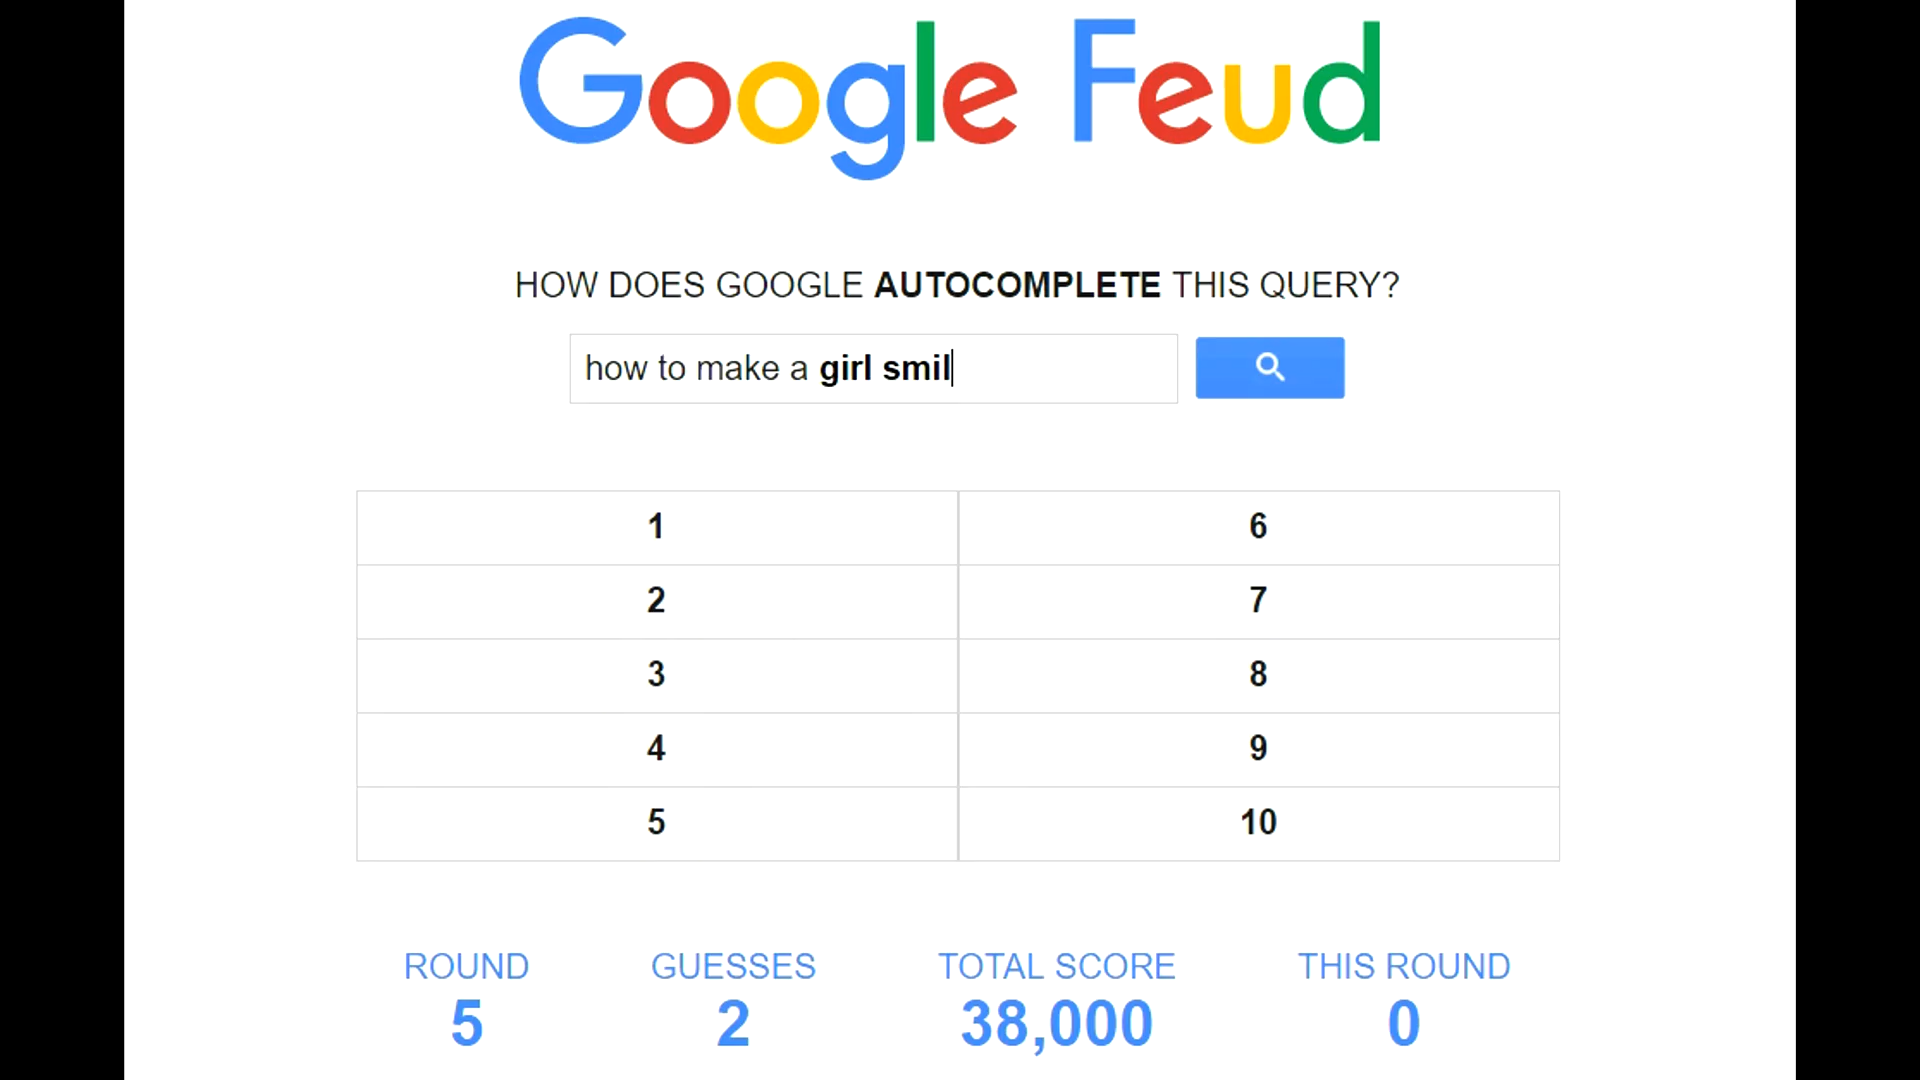 Google Feud
HOW DOES GOOGLE AUTOCOMPLETE THIS QUERY?
how to make a girl smil
1 6
2 7
3 8
4 9
5 10
ROUND GUESSES TOTAL SCORE THIS ROUND
5 2 38,000 0